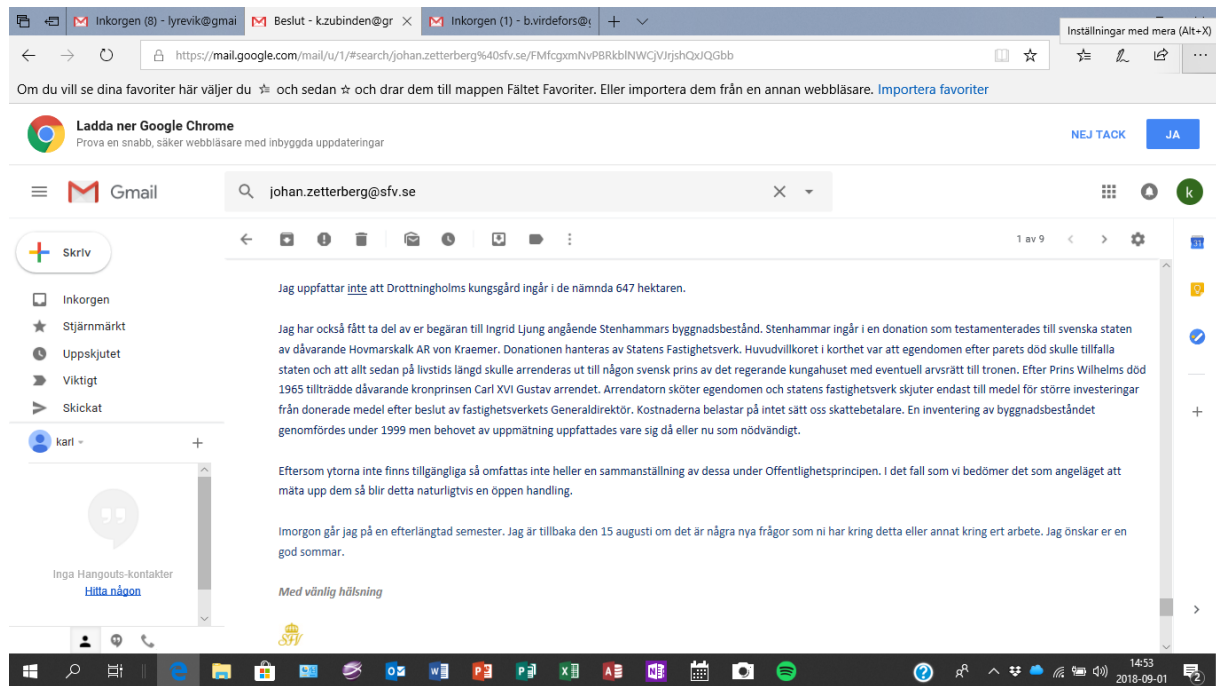 Inkorgen (8) - lyrevik@gmai
Beslut - k.zubinden@gr
Inkorgen (1) - b.virdefors@g
Inställningar med mera (Alt+X)
https://mail.google.com/mail/u/1/#search/johan.zetterberg%40sfv.se/FMfcgxmNvPBRkblNWCjVJrjshQxJQGbb
Om du vill se dina favoriter här väljer du ☆ och sedan ☆ och drar dem till mappen Fältet Favoriter. Eller importera dem från en annan webbläsare. Importera favoriter
Ladda ner Google Chrome
Prova en snabb, säker webbläsare med inbyggda uppdateringar
NEJ TACK
JA
Gmail
johan.zetterberg@sfv.se
k
Skriv
1 av 9
31
Inkorgen
Stjärnmärkt
Uppskjutet
Viktigt
Skickat
karl
Inga Hangouts-kontakter
Hitta någon
Jag uppfattar inte att Drottningholms kungsgård ingår i de nämnda 647 hektaren.
Jag har också fått ta del av er begäran till Ingrid Ljung angående Stenhammars byggnadsbestånd. Stenhammar ingår i en donation som testamenterades till svenska staten
av dåvarande Hovmarskalk AR von Kraemer. Donationen hanteras av Statens Fastighetsverk. Huvudvillkoret i korthet var att egendomen efter parets död skulle tillfalla
staten och att allt sedan på livstids längd skulle arrenderas ut till någon svensk prins av det regerande kungahuset med eventuell arvsrätt till tronen. Efter Prins Wilhelms död
1965 tillträdde dåvarande kronprinsen Carl XVI Gustav arrendet. Arrendatorn sköter egendomen och statens fastighetsverk skjuter endast till medel för större investeringar
från donerade medel efter beslut av fastighetsverkets Generaldirektör. Kostnaderna belastar på intet sätt oss skattebetalare. En inventering av byggnadsbeståndet
genomfördes under 1999 men behovet av uppmätning uppfattades vare sig då eller nu som nödvändigt.
Eftersom ytorna inte finns tillgängliga så omfattas inte heller en sammanställning av dessa under Offentlighetsprincipen. I det fall som vi bedömer det som angeläget att
mäta upp dem så blir detta naturligtvis en öppen handling.
Imorgon går jag på en efterlängtad semester. Jag är tillbaka den 15 augusti om det är några nya frågor som ni har kring detta eller annat kring ert arbete. Jag önskar er en
god sommar.
Med vänlig hälsning
SFV
14:53
2018-09-01